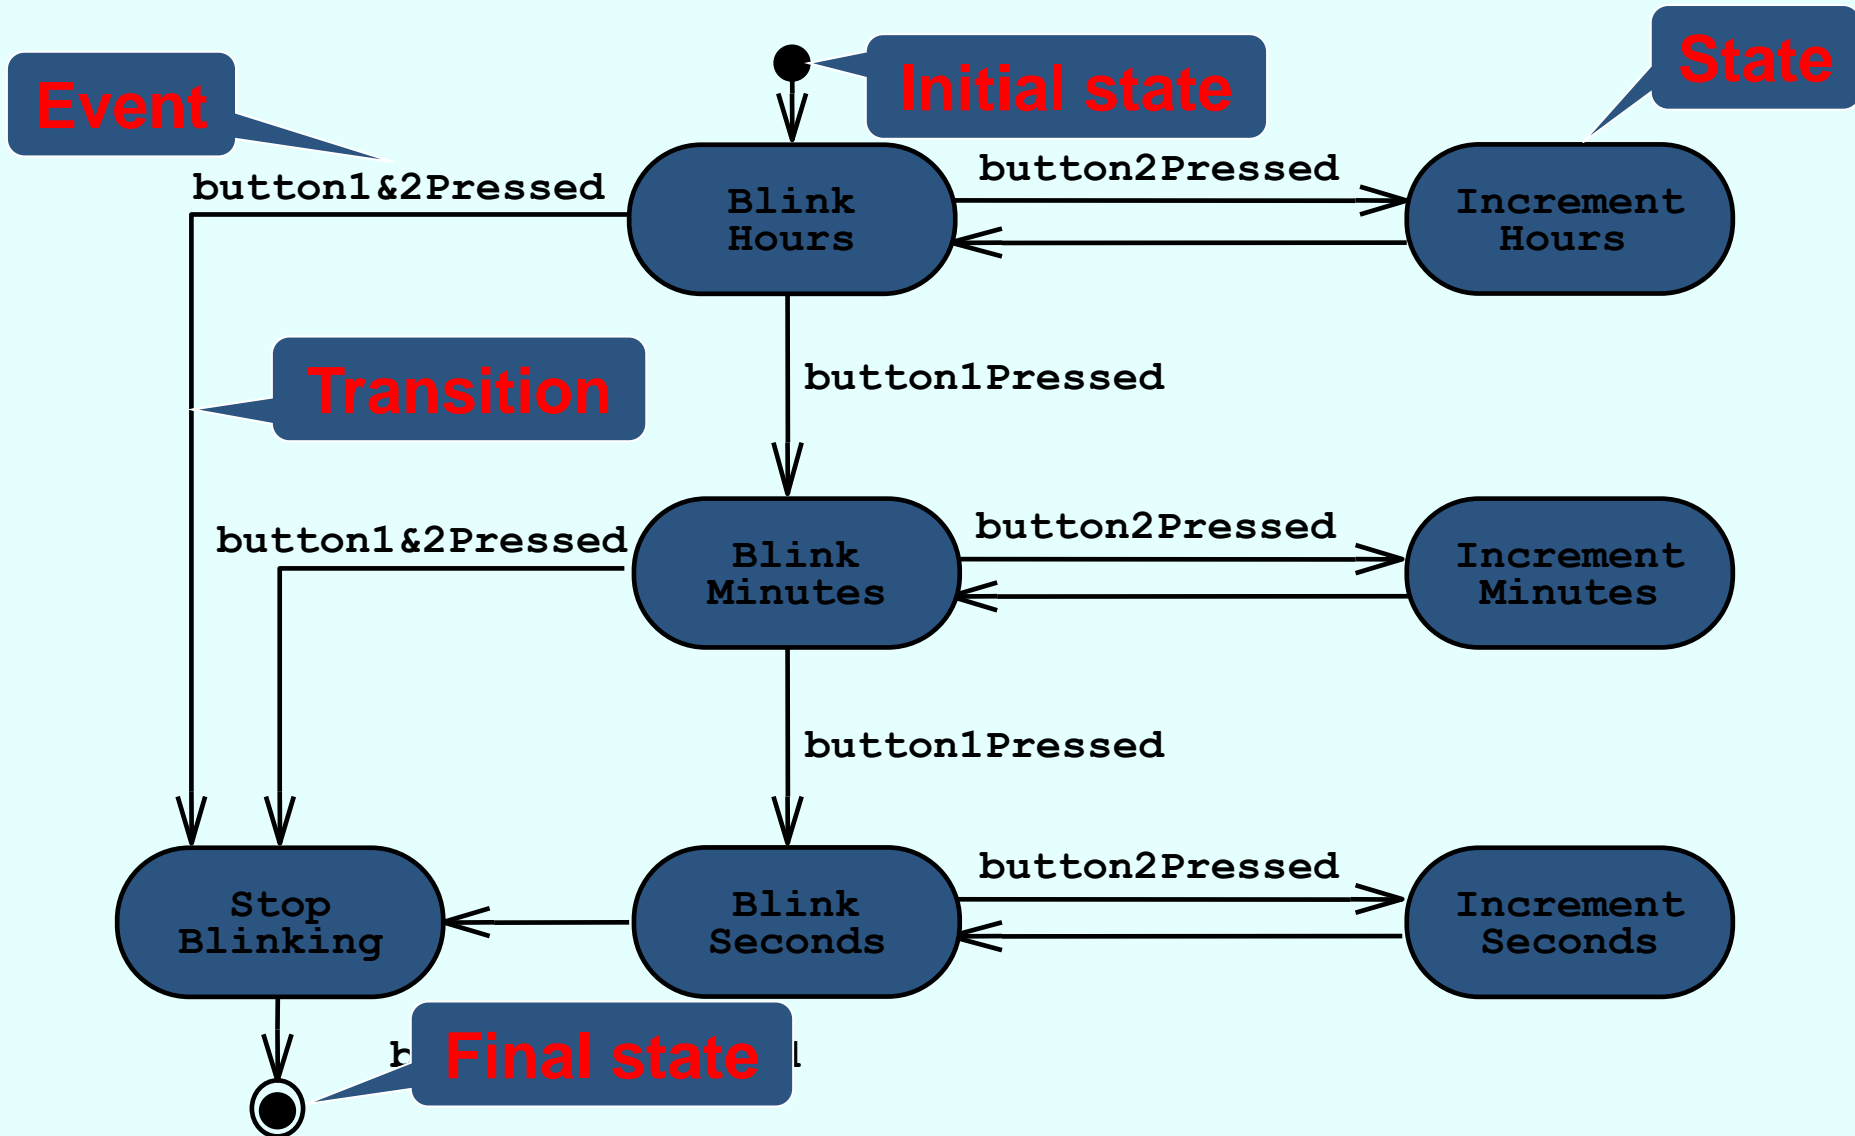 State
Initial state
Event
button2Pressed
button1&2Pressed
Blink
Hours
Increment
Hours
Transition
button1Pressed
button2Pressed
button1&2Pressed
Blink
Minutes
Increment
Minutes
button1Pressed
button2Pressed
Stop
Blinking
Blink
Seconds
Increment
Seconds
Final state